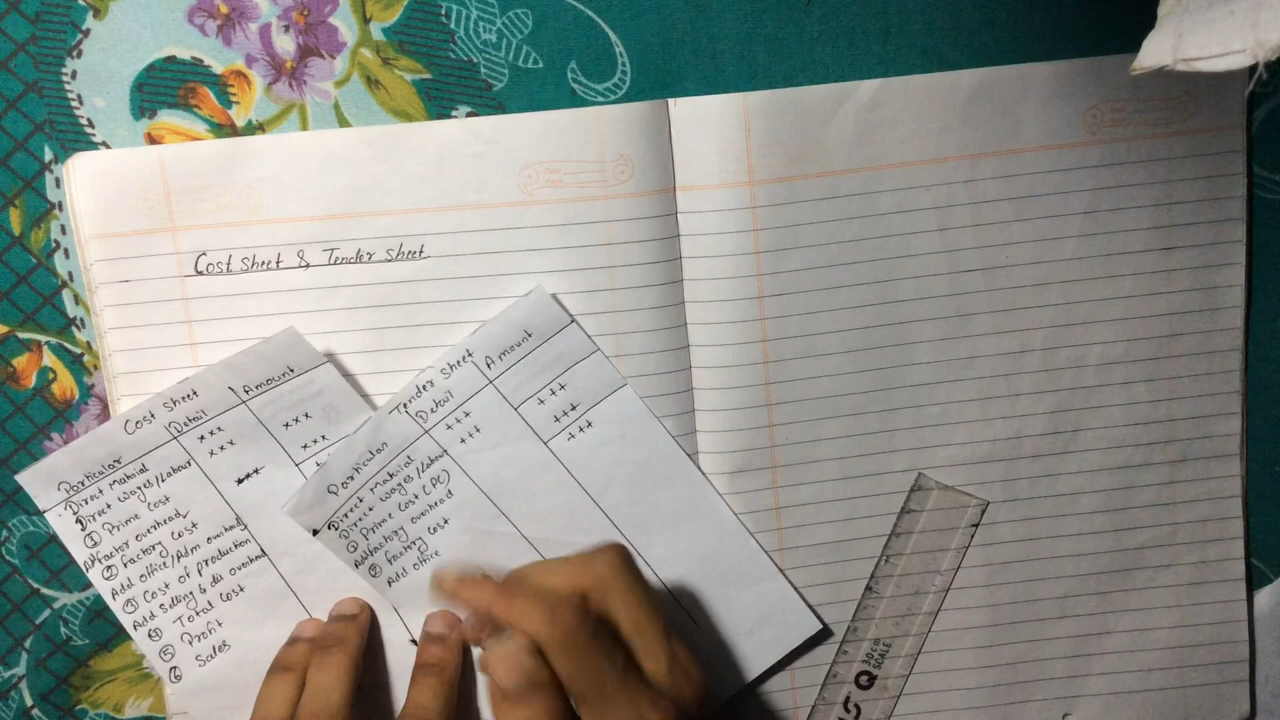 Cost Sheet & Tender Sheet.
Cost Sheet
Particular Detail Amount
Direct Material xxx
Direct wages/Labour xxx
① Prime Cost xxx
Add factor overhead xxx
② Factory cost
Add office/Adm overhead
③ Cost of production
Add Selling & dis overhead
④ Total Cost
⑤ Profit
⑥ Sales
Tender Sheet
Particular Detail Amount
Direct Material +++
Direct wages/Labour +++
① Prime Cost (PC) +++
Add factory overhead +++
② factory Cost +++
Add office
30cm
SCALE